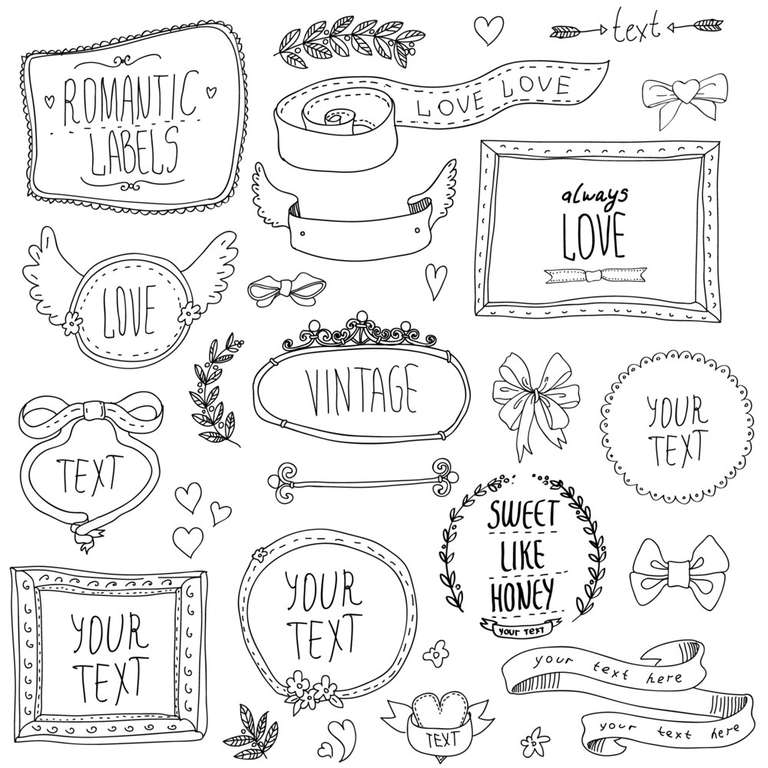 text
ROMANTIC
LABELS
LOVE LOVE
always
LOVE
LOVE
VINTAGE
YOUR
TEXT
TEXT
SWEET
LIKE
HONEY
your text
YOUR
TEXT
YOUR
TEXT
your text here
your text here
TEXT